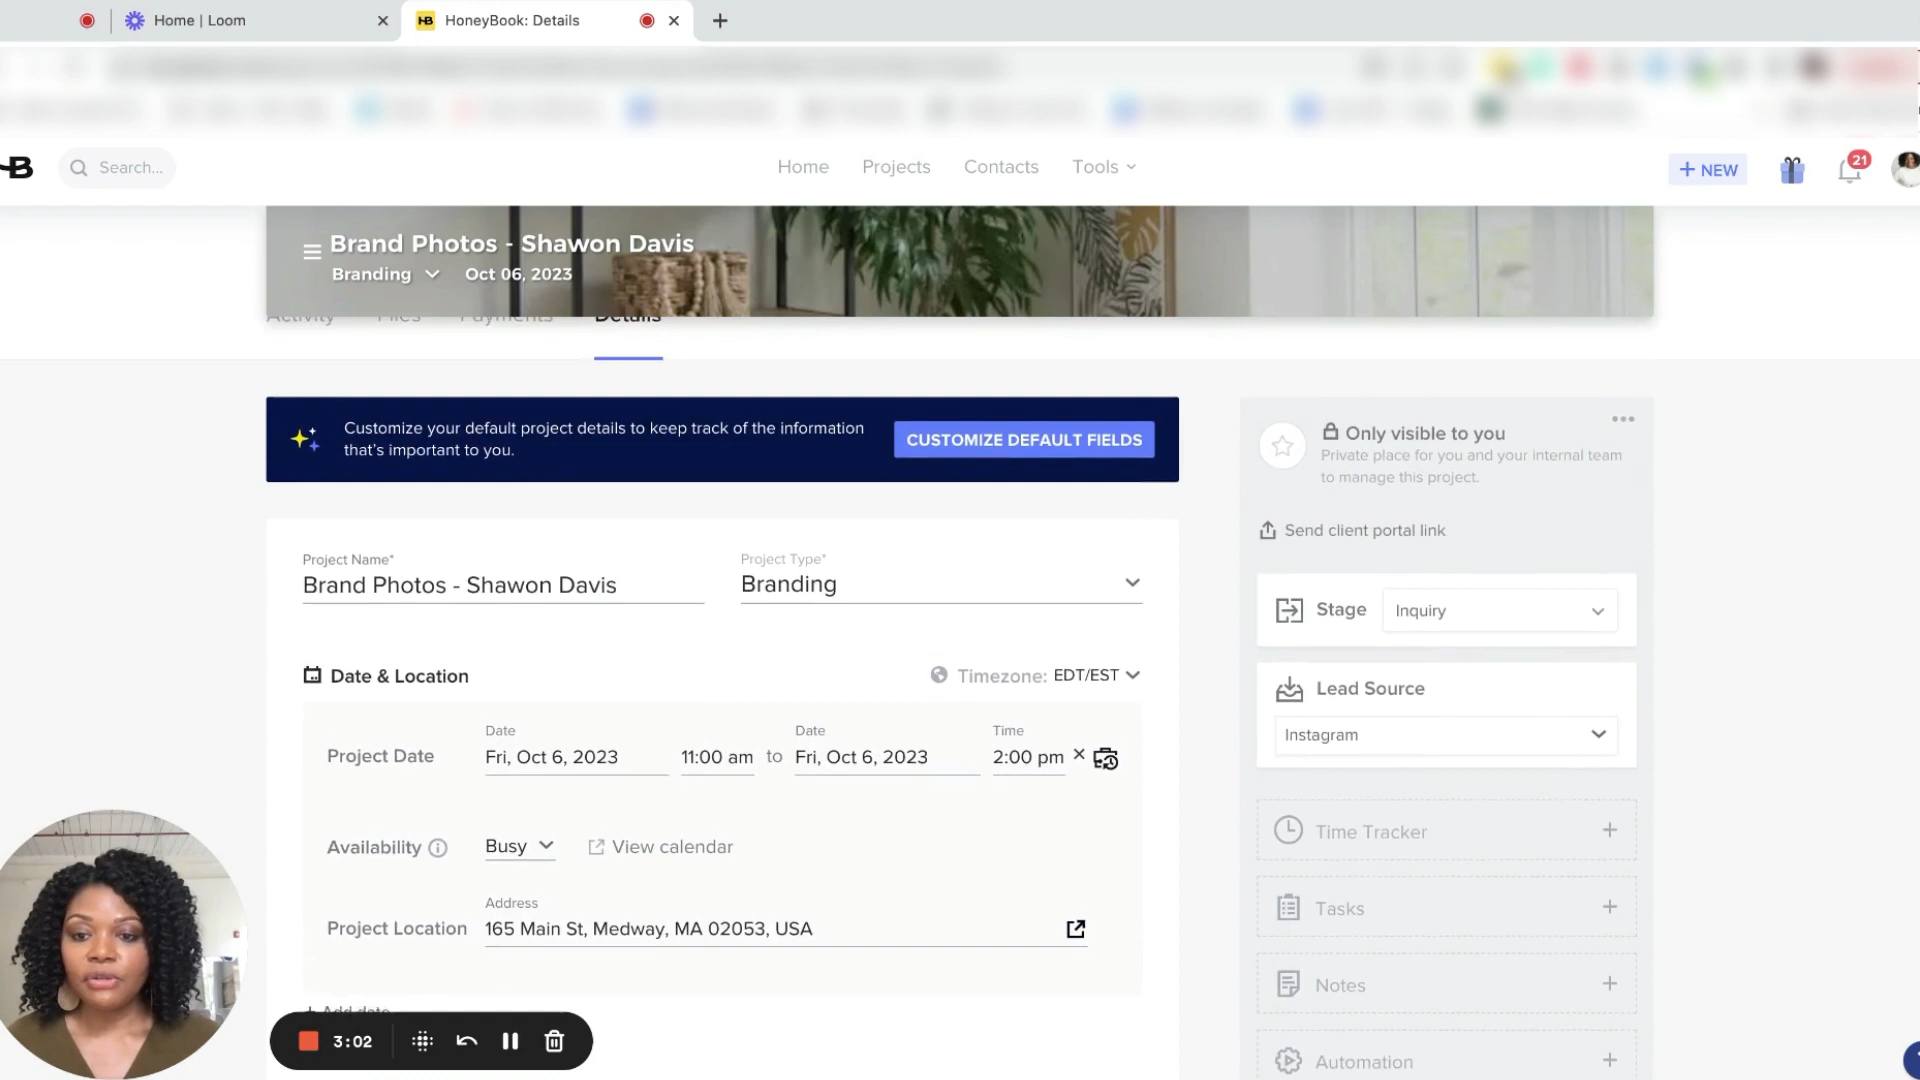 Home | Loom
HB HoneyBook: Details
Search...
Home Projects Contacts Tools
+ NEW
21
Brand Photos - Shawon Davis
Branding Oct 06, 2023
Activity Files Payments Details
Customize your default project details to keep track of the information
that's important to you.
CUSTOMIZE DEFAULT FIELDS
Project Name*
Brand Photos - Shawon Davis
Project Type*
Branding
Date & Location
Timezone: EDT/EST
Project Date
Date
Fri, Oct 6, 2023
11:00 am to
Date
Fri, Oct 6, 2023
Time
2:00 pm
Availability
Busy
View calendar
Project Location
Address
165 Main St, Medway, MA 02053, USA
+ Add date
3:02
Only visible to you
Private place for you and your internal team
to manage this project.
Send client portal link
Stage Inquiry
Lead Source
Instagram
Time Tracker
Tasks
Notes
Automation